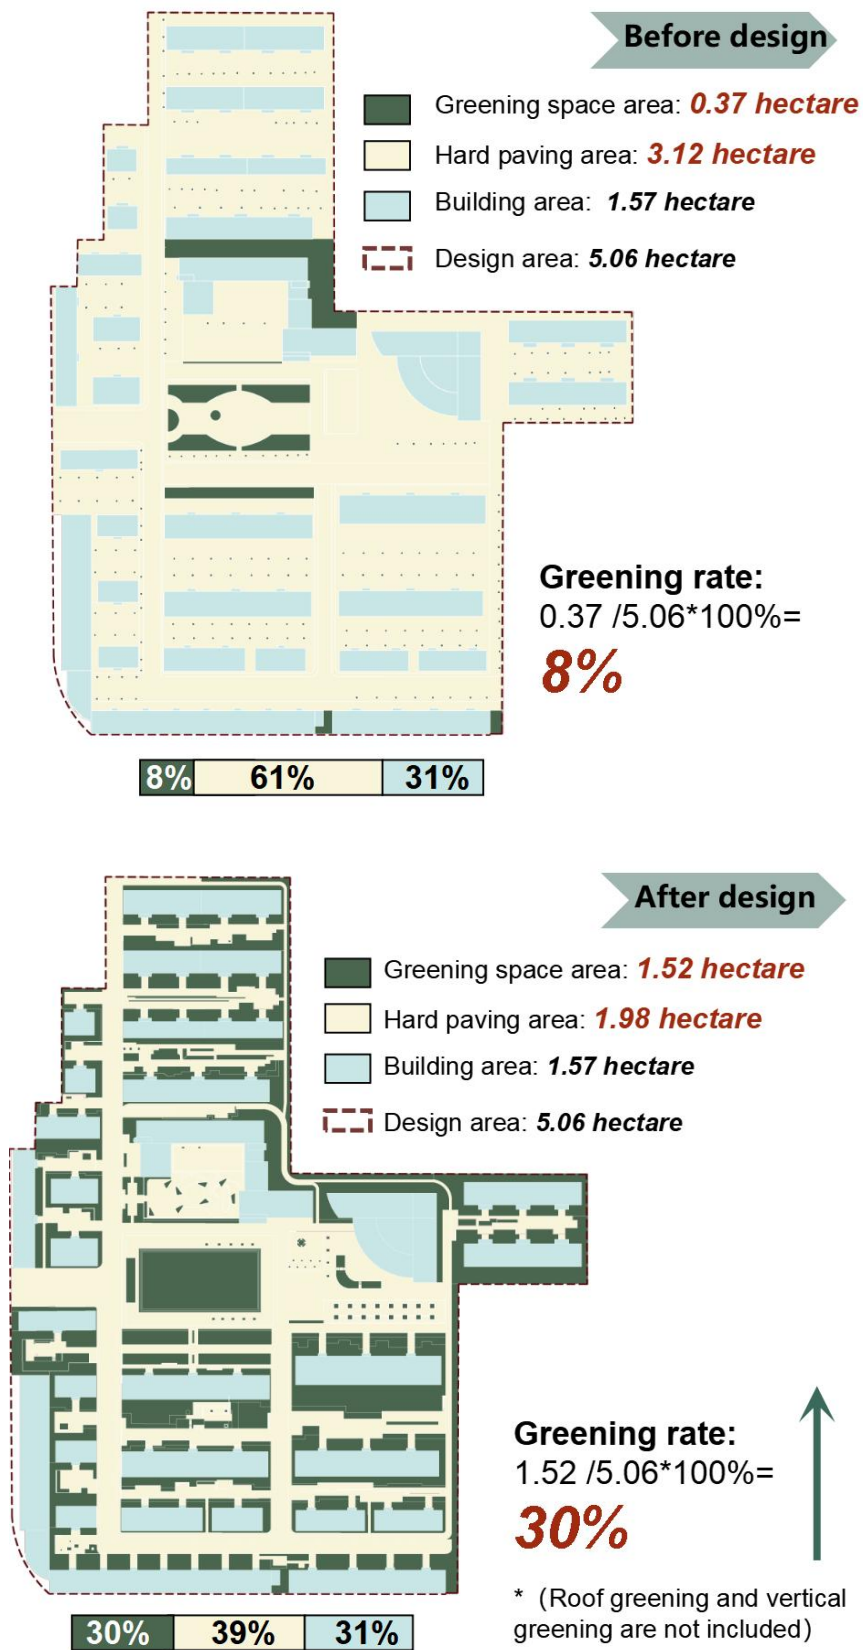 Before design
Greening space area: 0.37 hectare
Hard paving area: 3.12 hectare
Building area: 1.57 hectare
Design area: 5.06 hectare
Greening rate:
0.37 /5.06*100%=
8%
8% 61% 31%
After design
Greening space area: 1.52 hectare
Hard paving area: 1.98 hectare
Building area: 1.57 hectare
Design area: 5.06 hectare
Greening rate:
1.52 /5.06*100%=
30%
* (Roof greening and vertical
greening are not included)
30% 39% 31%